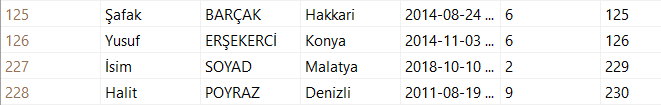 125 Şafak BARÇAK Hakkari 2014-08-24 ... 6 125
126 Yusuf ERŞEKERCİ Konya 2014-11-03 ... 6 126
227 İsim SOYAD Malatya 2018-10-10 ... 2 229
228 Halit POYRAZ Denizli 2011-08-19 ... 9 230